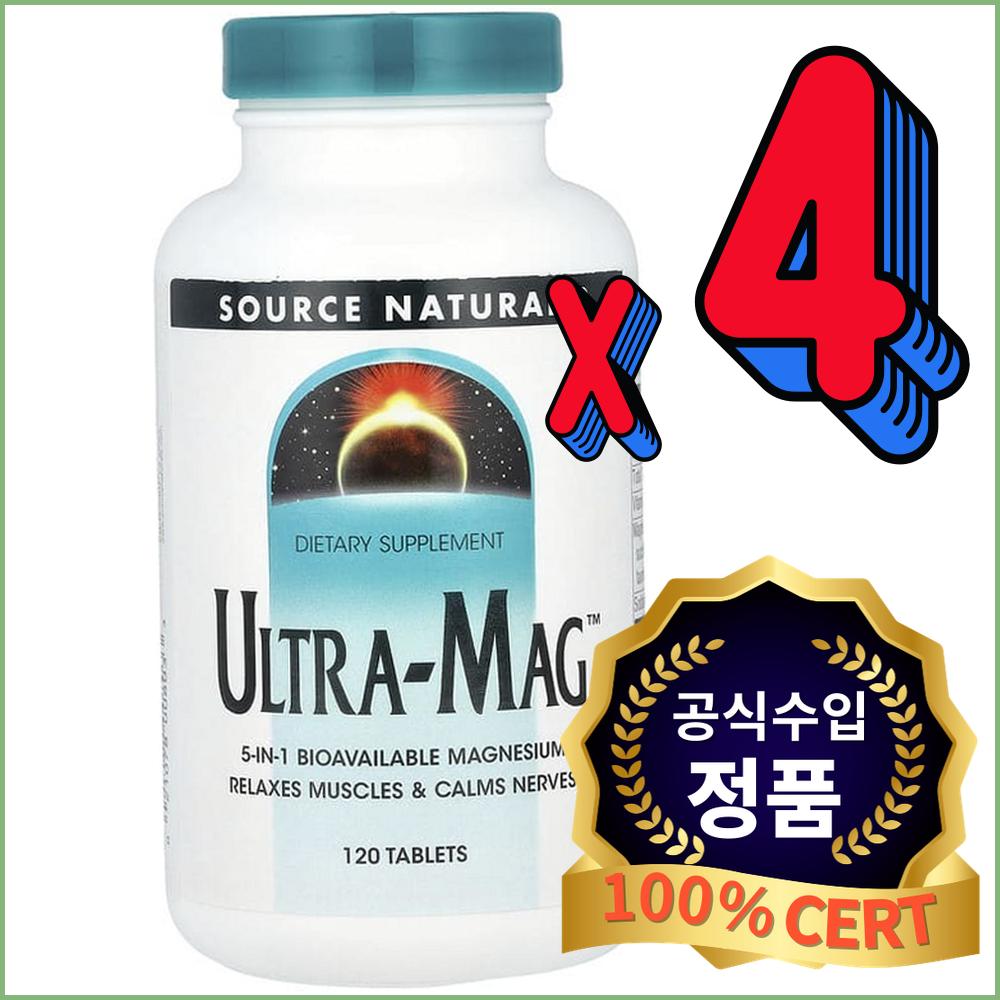 SOURCE NATURALS
X 4
DIETARY SUPPLEMENT
ULTRA-MAG™
5-IN-1 BIOAVAILABLE MAGNESIUM
RELAXES MUSCLES & CALMS NERVES
120 TABLETS
공식수입
정품
100% CERT